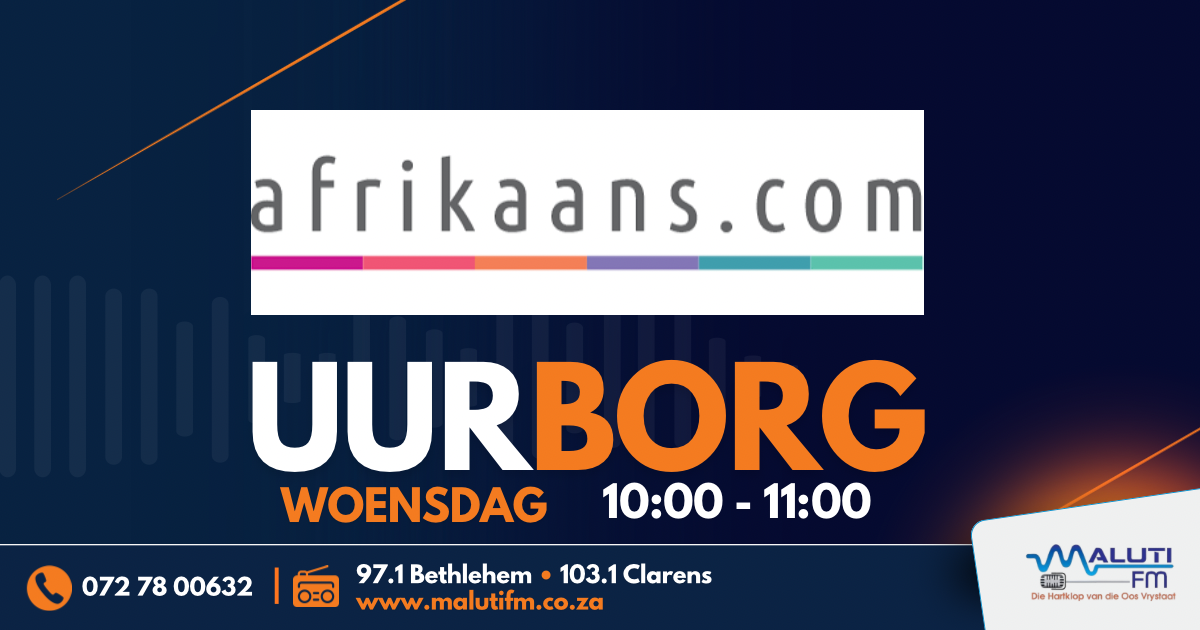 afrikaans.com
UURBORG
WOENSDAG 10:00 - 11:00
072 78 00632
97.1 Bethlehem • 103.1 Clarens
www.malutifm.co.za
MALUTI
FM
Die Hartklop van die Oos Vrystaat